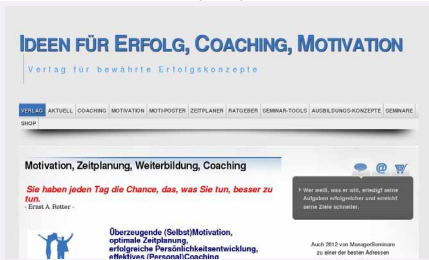 IDEEN FÜR ERFOLG, COACHING, MOTIVATION
Verlag für bewährte Erfolgskonzepte
VERLAG AKTUELL COACHING MOTIVATION MOTI-POSTER ZEITPLANER RATGEBER SEMINAR-TOOLS AUSBILDUNGS-KONZEPTE SEMINARE
SHOP
Motivation, Zeitplanung, Weiterbildung, Coaching
Sie haben jeden Tag die Chance, das, was Sie tun, besser zu
tun.
- Ernst A. Rotter -
Überzeugende (Selbst)Motivation,
optimale Zeitplanung,
erfolgreiche Persönlichkeitsentwicklung,
effektives (Personal)Coaching
@
Wer weiß, was er will, erledigt seine
Aufgaben erfolgreicher und erreicht
seine Ziele schneller.
Auch 2012 von ManagerSeminare
zu einer der besten Adressen